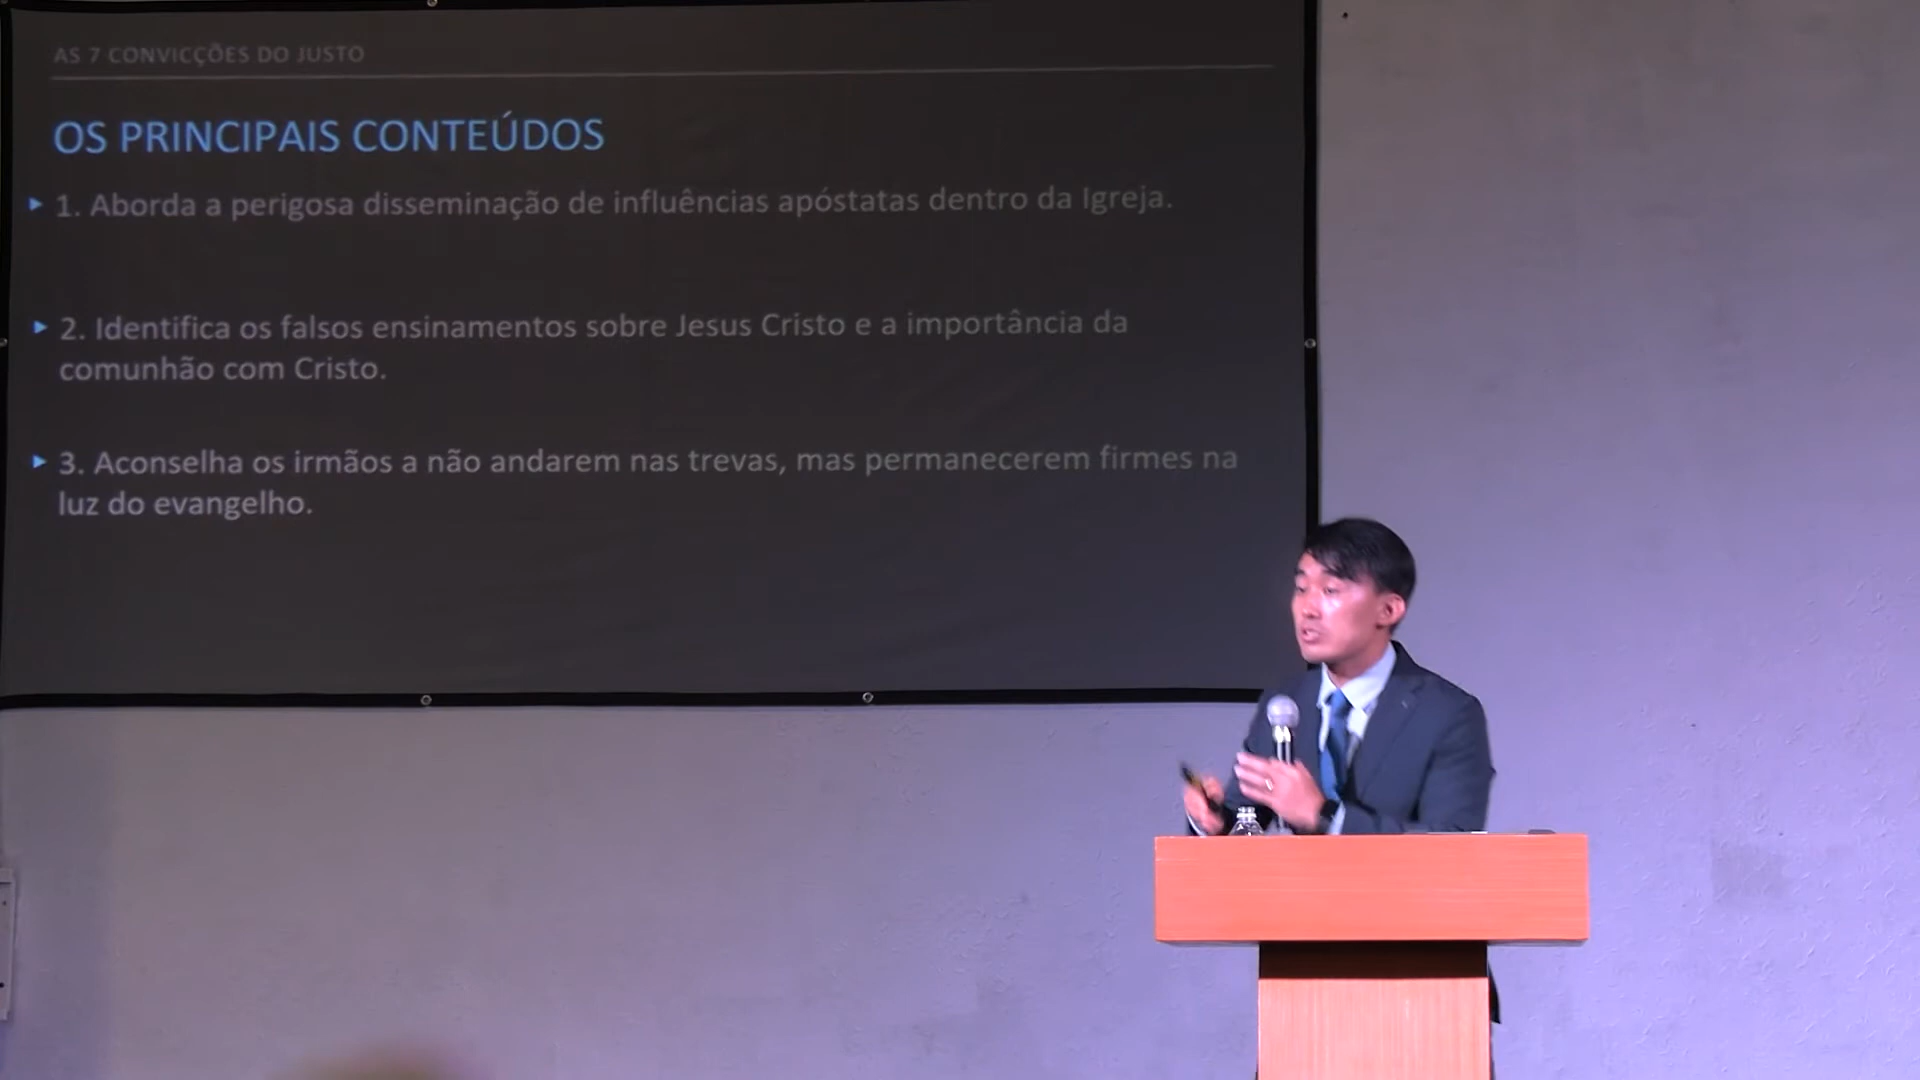 AS 7 CONVICÇÕES DO JUSTO
OS PRINCIPAIS CONTEÚDOS
1. Aborda a perigosa disseminação de influências apóstatas dentro da Igreja.
2. Identifica os falsos ensinamentos sobre Jesus Cristo e a importância da
comunhão com Cristo.
3. Aconselha os irmãos a não andarem nas trevas, mas permanecerem firmes na
luz do evangelho.